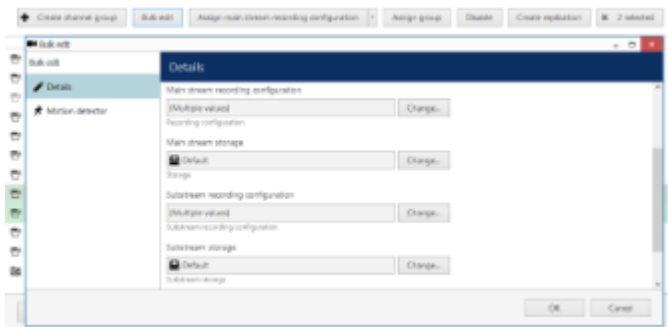 Create channel group
Bulk edit
Assign main stream recording configuration
Assign group
Disable
Create replication
2 selected
Bulk edit
Bulk edit
Details
Motion detector
Details
Main stream recording configuration
(Multiple values)
Change...
Recording configuration
Main stream storage
Default
Change...
Storage
Substream recording configuration
(Multiple values)
Change...
Substream recording configuration
Substream storage
Default
Change...
Substream storage
OK
Cancel